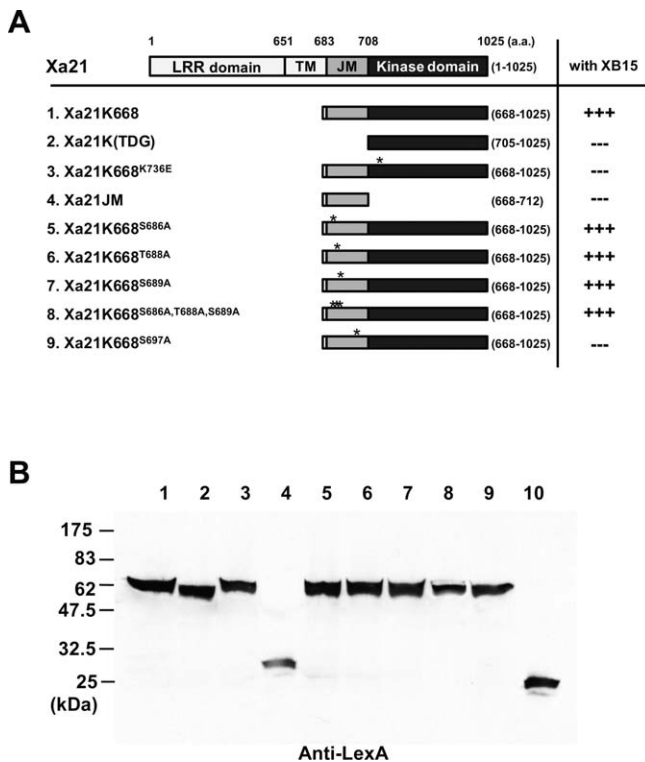 A
1 651 683 708 1025 (a.a.)
Xa21 LRR domain TM JM Kinase domain (1-1025) with XB15
1. Xa21K668 (668-1025) +++
2. Xa21K(TDG) (705-1025) ---
*
3. Xa21K668K736E (668-1025) ---
4. Xa21JM (668-712) ---
*
5. Xa21K668S686A (668-1025) +++
*
6. Xa21K668T688A (668-1025) +++
*
7. Xa21K668S689A (668-1025) +++
***
8. Xa21K668S686A,T688A,S689A (668-1025) +++
*
9. Xa21K668S697A (668-1025) ---
B
1 2 3 4 5 6 7 8 9 10
175
83
62
47.5
32.5
25
(kDa)
Anti-LexA